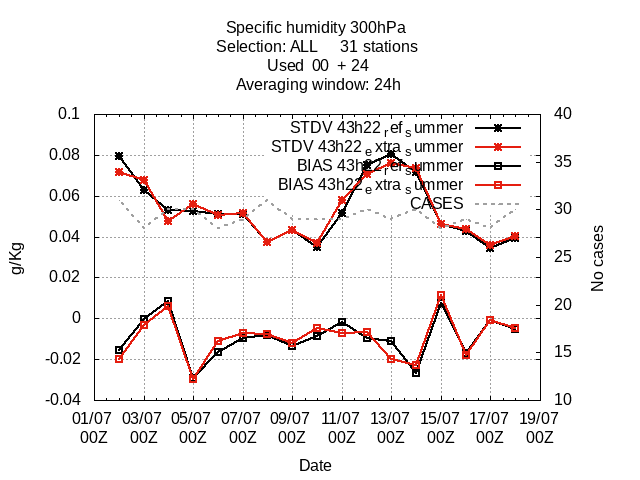 Specific humidity 300hPa
Selection: ALL 31 stations
Used 00 + 24
Averaging window: 24h
0.1
0.08
0.06
0.04
0.02
0
-0.02
-0.04
g/Kg
40
35
30
25
20
15
10
No cases
STDV 43h22_ref_summer
STDV 43h22_extra_summer
BIAS 43h22_ref_summer
BIAS 43h22_extra_summer
CASES
01/07 03/07 05/07 07/07 09/07 11/07 13/07 15/07 17/07 19/07
00Z 00Z 00Z 00Z 00Z 00Z 00Z 00Z 00Z 00Z
Date